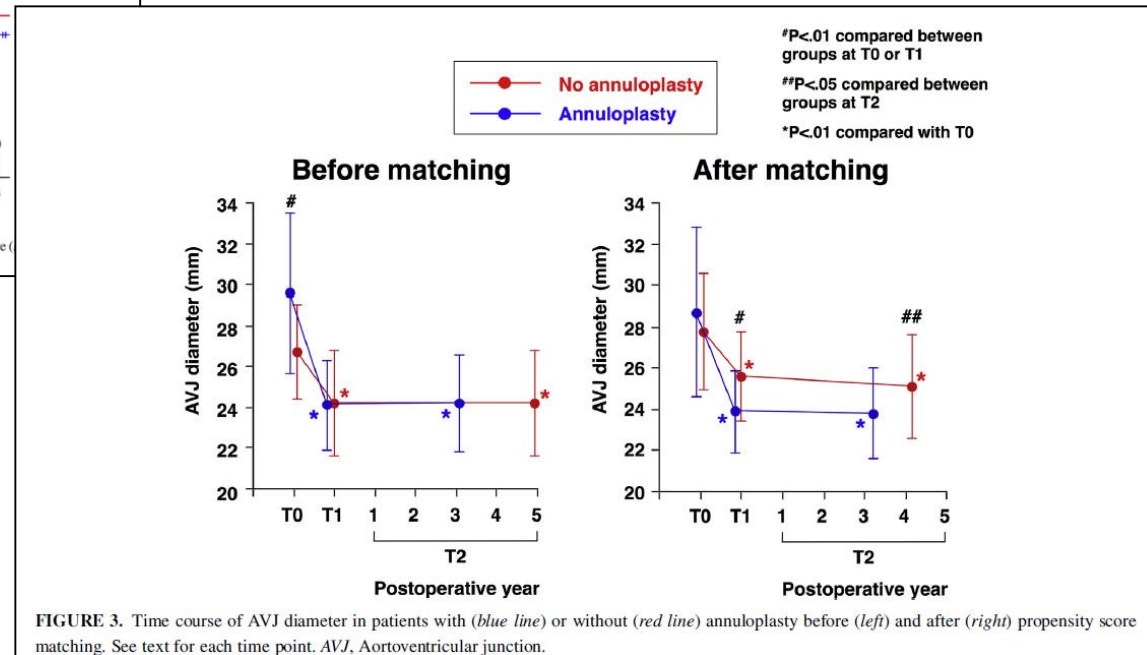 #P<.01 compared between
groups at T0 or T1
##P<.05 compared between
groups at T2
*P<.01 compared with T0
No annuloplasty
Annuloplasty
Before matching
#
34
32
30
28
26
24
22
20
AVJ diameter (mm)
*
*
*
*
T0 T1 1 2 3 4 5
T2
Postoperative year
After matching
34
32
30
28
26
24
22
20
AVJ diameter (mm)
#
##
*
*
*
*
T0 T1 1 2 3 4 5
T2
Postoperative year
FIGURE 3. Time course of AVJ diameter in patients with (blue line) or without (red line) annuloplasty before (left) and after (right) propensity score
matching. See text for each time point. AVJ, Aortoventricular junction.
e (